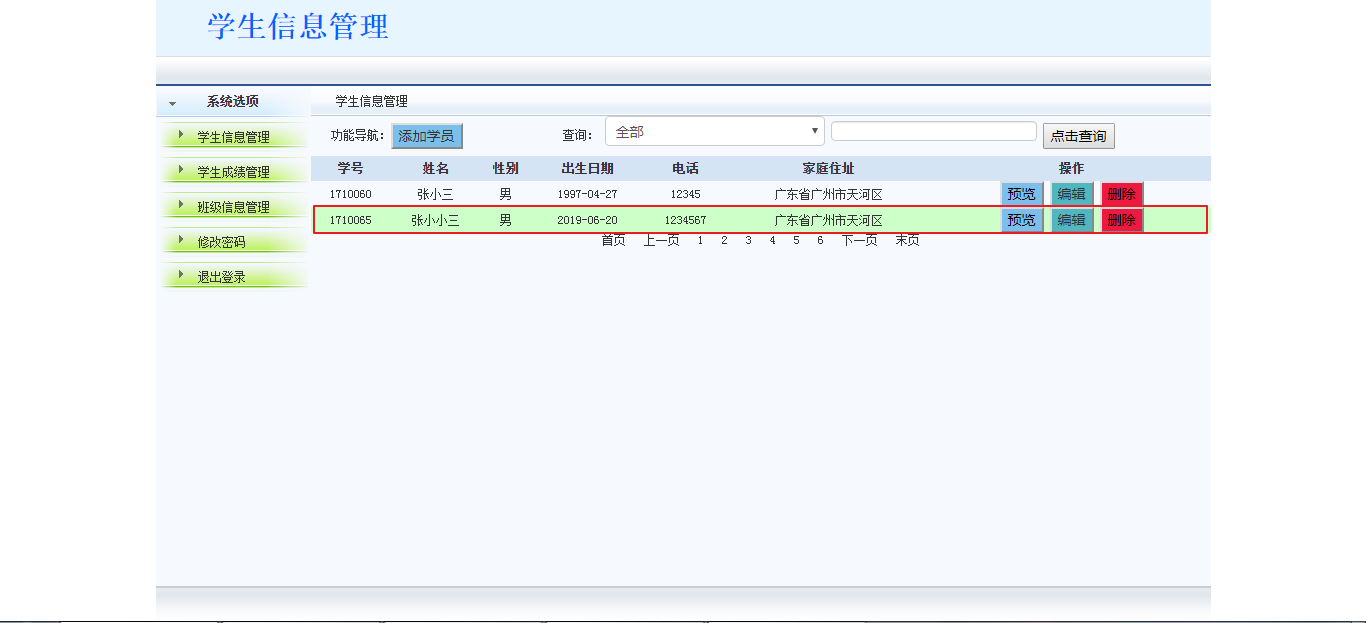 学生信息管理
系统选项
学生信息管理
学生成绩管理
班级信息管理
修改密码
退出登录
学生信息管理
功能导航： 添加学员 查询： 全部 点击查询
学号 姓名 性别 出生日期 电话 家庭住址 操作
1710060 张小三 男 1997-04-27 12345 广东省广州市天河区 预览 编辑 删除
1710065 张小小三 男 2019-06-20 1234567 广东省广州市天河区 预览 编辑 删除
首页 上一页 1 2 3 4 5 6 下一页 末页